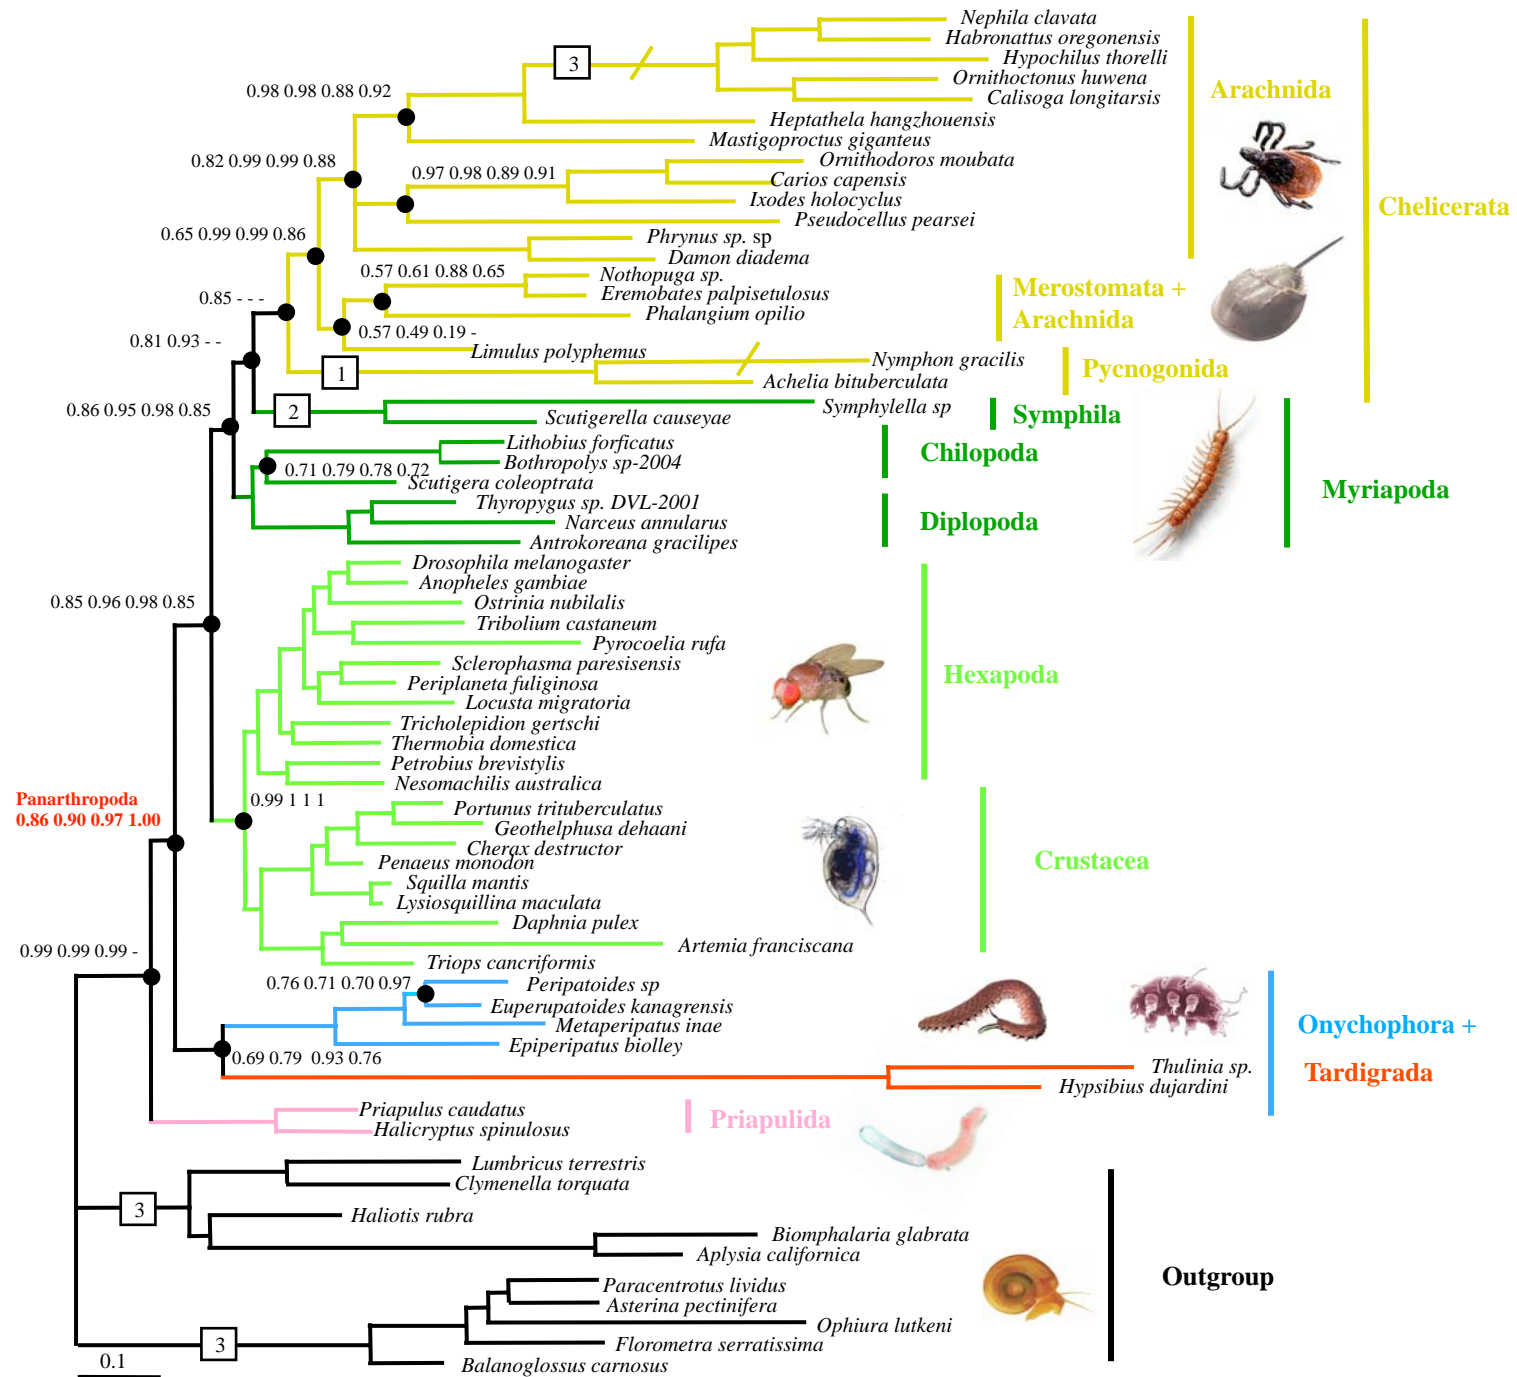 Nephila clavata
Habronattus oregonensis
Hypochilus thorelli
3
Ornithoctonus huwena
Arachnida
0.98 0.98 0.88 0.92
Calisoga longitarsis
Heptathela hangzhouensis
Mastigoproctus giganteus
0.82 0.99 0.99 0.88
Ornithodoros moubata
0.97 0.98 0.89 0.91
Carios capensis
Ixodes holocyclus
Chelicerata
Pseudocellus pearsei
0.65 0.99 0.99 0.86
Phrynus sp. sp
Damon diadema
0.57 0.61 0.88 0.65
Nothopuga sp.
Eremobates palpisetulosus
Merostomata +
Arachnida
0.85 - - -
Phalangium opilio
0.57 0.49 0.19 -
0.81 0.93 - -
Limulus polyphemus
Nymphon gracilis
1
Achelia bituberculata
Pycnogonida
0.86 0.95 0.98 0.85
2
Symphylella sp
Scutigerella causeyae
Symphila
Lithobius forficatus
Chilopoda
Bothropolys sp-2004
0.71 0.79 0.78 0.72
Scutigera coleoptrata
Myriapoda
Thyropygus sp. DVL-2001
Narceus annularus
Diplopoda
Antrokoreana gracilipes
Drosophila melanogaster
Anopheles gambiae
0.85 0.96 0.98 0.85
Ostrinia nubilalis
Tribolium castaneum
Pyrocoelia rufa
Sclerophasma paresisensis
Hexapoda
Periplaneta fuliginosa
Locusta migratoria
Tricholepidion gertschi
Thermobia domestica
Petrobius brevistylis
Nesomachilis australica
Panarthropoda
0.86 0.90 0.97 1.00
0.99 1 1 1
Portunus trituberculatus
Geothelphusa dehaani
Cherax destructor
Penaeus monodon
Crustacea
Squilla mantis
Lysiosquillina maculata
Daphnia pulex
Artemia franciscana
0.99 0.99 0.99 -
Triops cancriformis
0.76 0.71 0.70 0.97
Peripatoides sp
Euperupatoides kanagrensis
Metaperipatus inae
Onychophora +
Epiperipatus biolley
0.69 0.79 0.93 0.76
Thulinia sp.
Tardigrada
Hypsibius dujardini
Priapulus caudatus
Priapulida
Halicryptus spinulosus
Lumbricus terrestris
Clymenella torquata
3
Haliotis rubra
Biomphalaria glabrata
Aplysia californica
Outgroup
Paracentrotus lividus
Asterina pectinifera
Ophiura lutkeni
3
Florometra serratissima
0.1
Balanoglossus carnosus